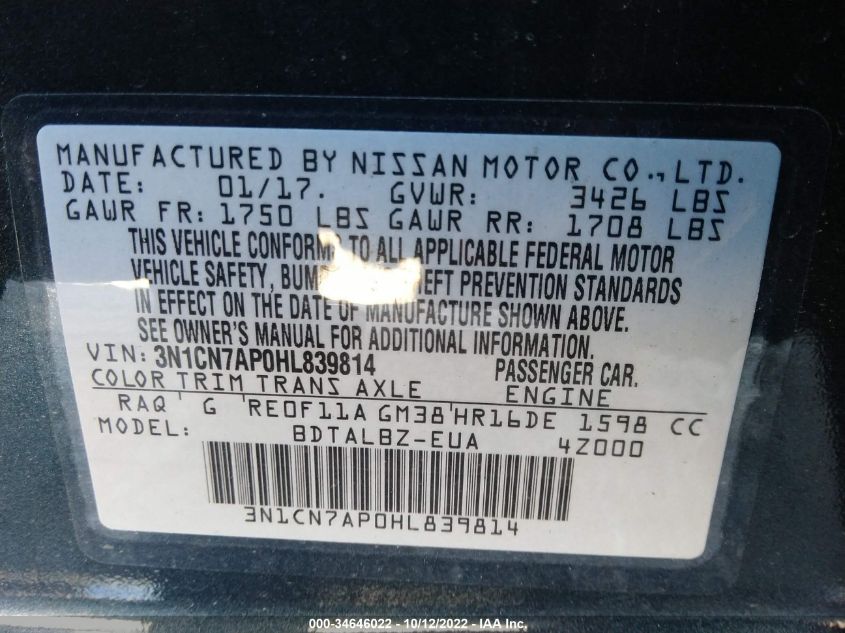 MANUFACTURED BY NISSAN MOTOR CO., LTD.
DATE: 01/17. GVWR: 3426 LBS
GAWR FR: 1750 LBS GAWR RR: 1708 LBS
THIS VEHICLE CONFORMS TO ALL APPLICABLE FEDERAL MOTOR
VEHICLE SAFETY, PREVENTION STANDARDS
IN EFFECT ON THE DATE OF MANUFACTURE SHOWN ABOVE.
SEE OWNER'S MANUAL FOR ADDITIONAL INFORMATION.
VIN: 3N1CN7AP0HL839814 PASSENGER CAR.
COLOR TRIM TRANS AXLE ENGINE
RAQ G RE0F11A GM38 HR16DE 1598 CC
MODEL: BDTALBZ-EUA 4Z000
3N1CN7AP0HL839814
000-34646022 - 10/12/2022 - IAA Inc.